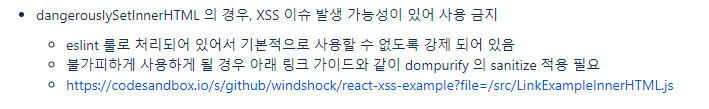 dangerouslySetInnerHTML 의 경우, XSS 이슈 발생 가능성이 있어 사용 금지
eslint 룰로 처리되어 있어서 기본적으로 사용할 수 없도록 강제 되어 있음
불가피하게 사용하게 될 경우 아래 링크 가이드와 같이 dompurify 의 sanitize 적용 필요
https://codesandbox.io/s/github/windshock/react-xss-example?file=/src/LinkExampleInnerHTML.js